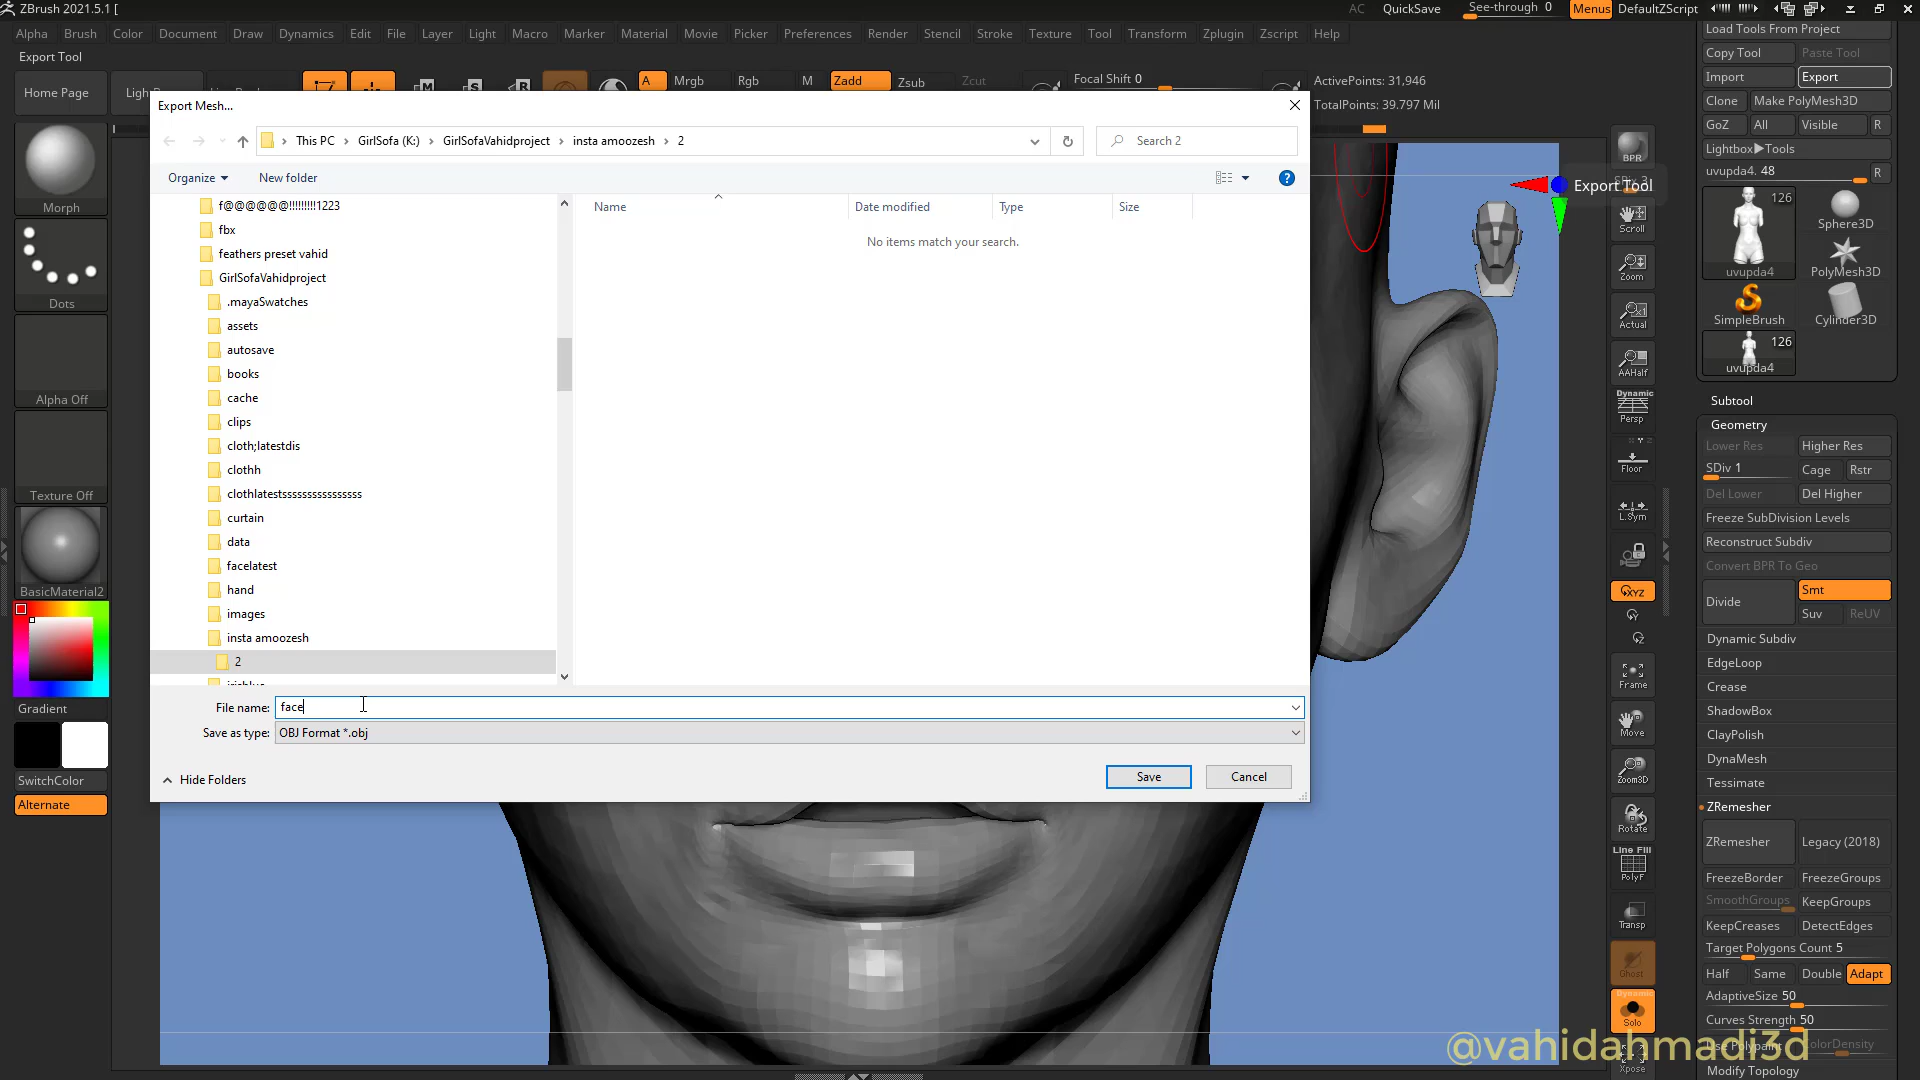 ZBrush 2021.5.1 [
AC QuickSave See-through 0 Menus DefaultZScript
Alpha Brush Color Document Draw Dynamics Edit File Layer Light Macro Marker Material Movie Picker Preferences Render Stencil Stroke Texture Tool Transform Zplugin Zscript Help
Export Tool
Home Page
A Mrgb Rgb M Zadd Zsub Zcut
Focal Shift 0
ActivePoints: 31,946
TotalPoints: 39.797 Mil
Export Mesh...
This PC > GirlSofa (K:) > GirlSofaVahidproject > insta amoozesh > 2
Search 2
Organize New folder
f@@@@@@!!!!!!!!!1223
fbx
feathers preset vahid
GirlSofaVahidproject
.mayaSwatches
assets
autosave
books
cache
clips
cloth;latestdis
clothh
clothlatestssssssssssssssss
curtain
data
facelatest
hand
images
insta amoozesh
2
Name Date modified Type Size
No items match your search.
File name: face
Save as type: OBJ Format *.obj
Hide Folders
Save Cancel
Morph
Dots
Alpha Off
Texture Off
BasicMaterial2
Gradient
SwitchColor
Alternate
BPR
Export Tool
Scroll
Zoom
Actual
AAHalf
Dynamic
Persp
Floor
L.Sym
XYZ
Frame
Move
Zoom3D
Rotate
Line Fill
PolyF
Transp
Ghost
Dynamic
Solo
Xpose
Load Tools From Project
Copy Tool Paste Tool
Import Export
Clone Make PolyMesh3D
GoZ All Visible R
Lightbox▶Tools
uvupda4. 48 R
126
uvupda4
Sphere3D
PolyMesh3D
SimpleBrush
Cylinder3D
126
uvupda4
Subtool
Geometry
Lower Res Higher Res
SDiv 1 Cage Rstr
Del Lower Del Higher
Freeze SubDivision Levels
Reconstruct Subdiv
Convert BPR To Geo
Divide Smt
Suv ReUV
Dynamic Subdiv
EdgeLoop
Crease
ShadowBox
ClayPolish
DynaMesh
Tessimate
ZRemesher
ZRemesher Legacy (2018)
FreezeBorder FreezeGroups
SmoothGroups KeepGroups
KeepCreases DetectEdges
Target Polygons Count 5
Half Same Double Adapt
AdaptiveSize 50
Curves Strength 50
Use Polypaint ColorDensity
Modify Topology
@vahidahmadi3d